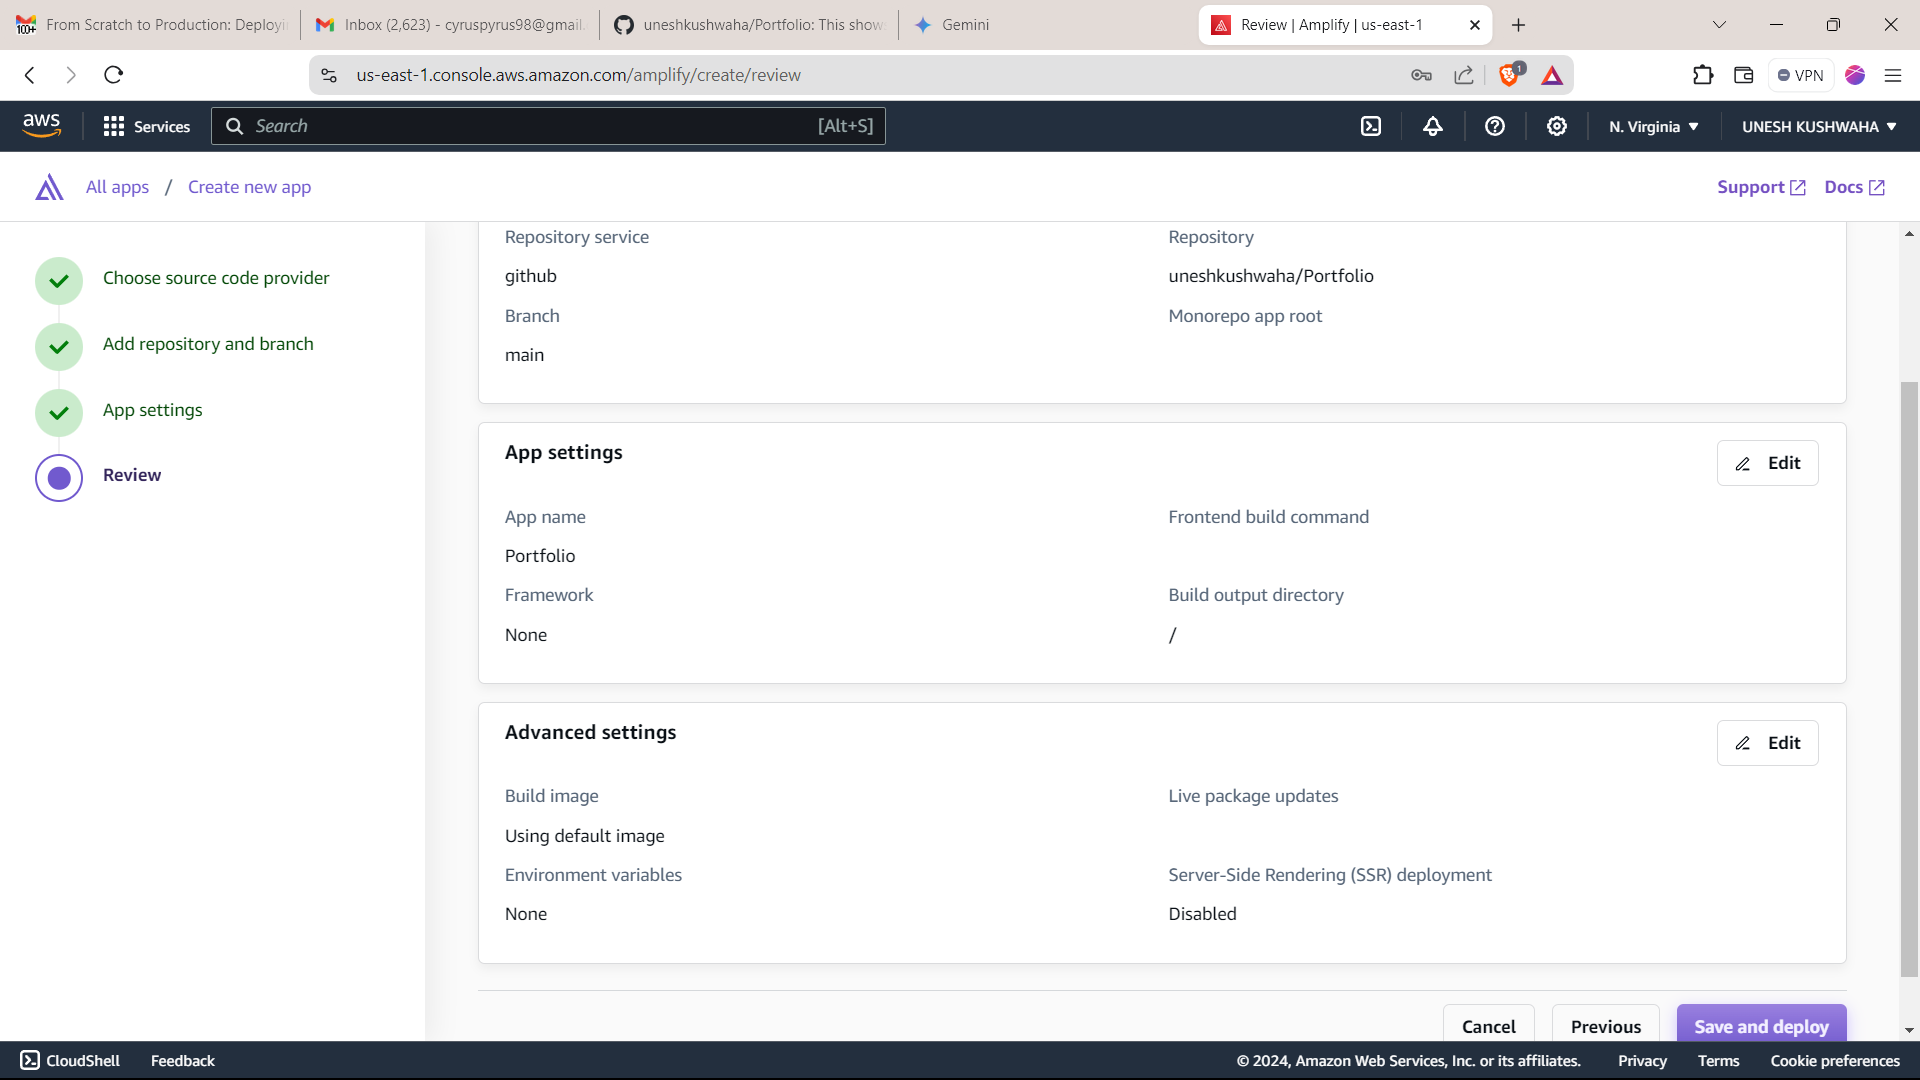 From Scratch to Production: Deployi
Inbox (2,623) - cyruspyrus98@gmail.
uneshkushwaha/Portfolio: This show
Gemini
Review | Amplify | us-east-1
us-east-1.console.aws.amazon.com/amplify/create/review
1
VPN
aws
Services
Search
[Alt+S]
N. Virginia
UNESH KUSHWAHA
All apps / Create new app
Support
Docs
Choose source code provider
Add repository and branch
App settings
Review
Repository service
Repository
github
uneshkushwaha/Portfolio
Branch
Monorepo app root
main
App settings
Edit
App name
Frontend build command
Portfolio
Framework
Build output directory
None
/
Advanced settings
Edit
Build image
Live package updates
Using default image
Environment variables
Server-Side Rendering (SSR) deployment
None
Disabled
Cancel
Previous
Save and deploy
CloudShell
Feedback
© 2024, Amazon Web Services, Inc. or its affiliates.
Privacy
Terms
Cookie preferences